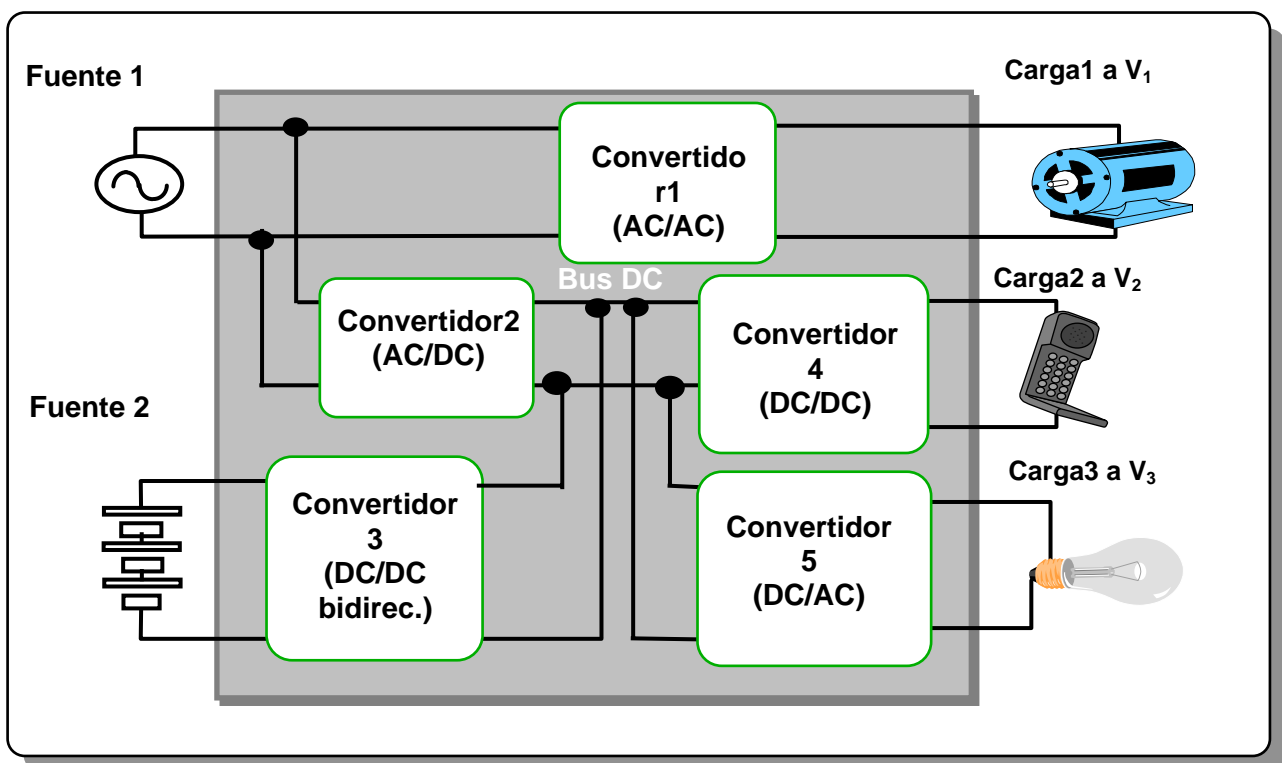 Fuente 1
Carga1 a V₁
Convertido
r1
(AC/AC)
Bus DC
Carga2 a V₂
Convertidor2
(AC/DC)
Convertidor
4
(DC/DC)
Fuente 2
Carga3 a V₃
Convertidor
3
(DC/DC
bidirec.)
Convertidor
5
(DC/AC)